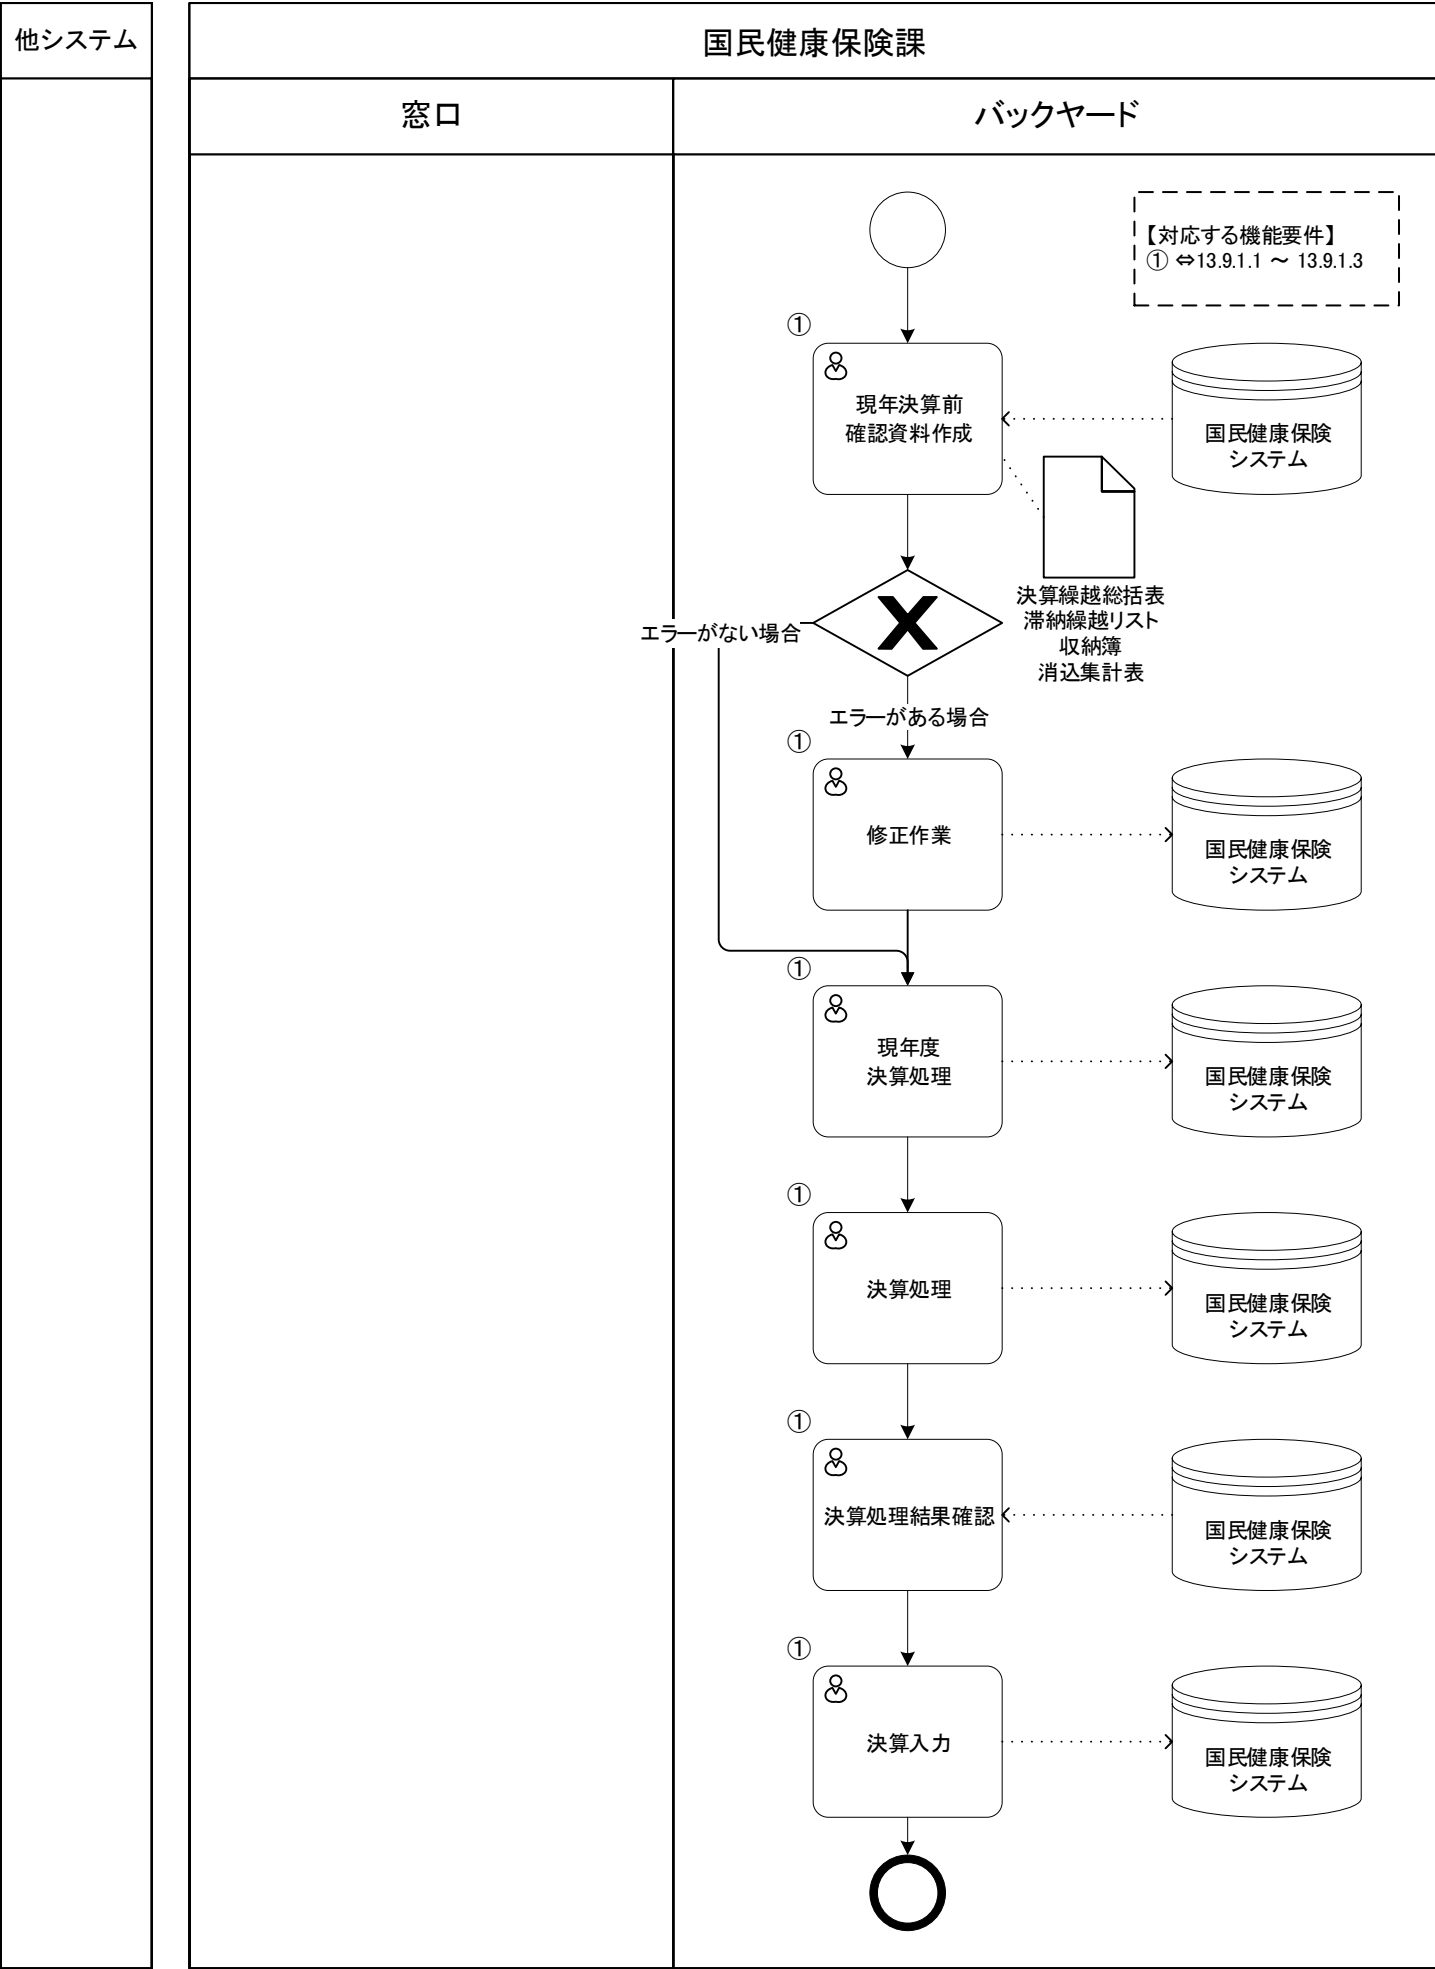 他システム
国民健康保険課
窓口
バックヤード
【対応する機能要件】
① ⇔13.9.1.1 ～ 13.9.1.3
①
現年決算前
確認資料作成
国民健康保険
システム
決算繰越総括表
滞納繰越リスト
収納簿
消込集計表
エラーがない場合
エラーがある場合
①
修正作業
国民健康保険
システム
①
現年度
決算処理
国民健康保険
システム
①
決算処理
国民健康保険
システム
①
決算処理結果確認
国民健康保険
システム
①
決算入力
国民健康保険
システム